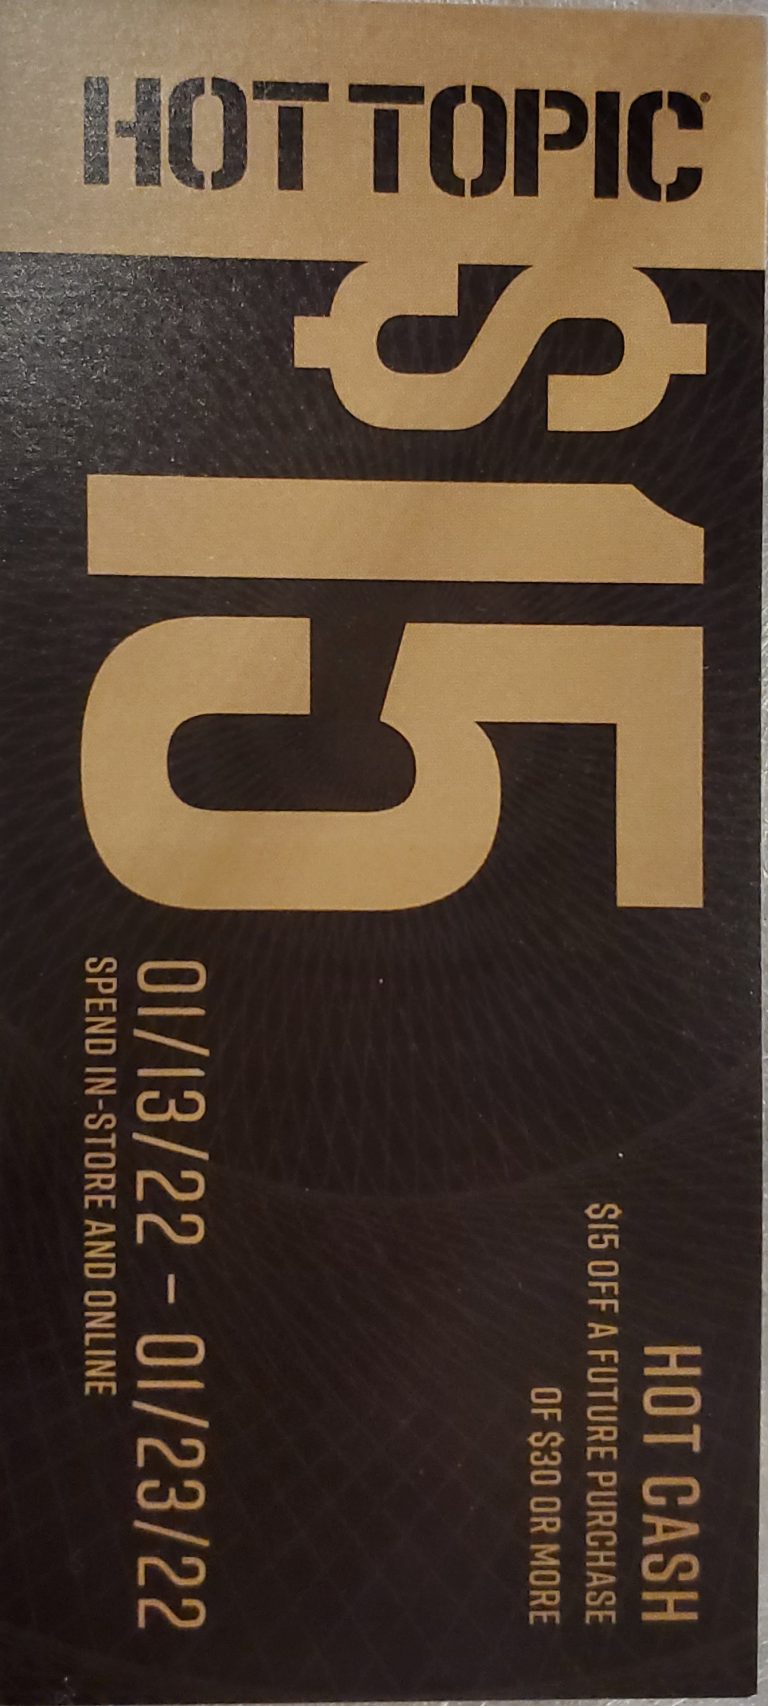 HOT TOPIC®
$15
HOT CASH
$15 OFF A FUTURE PURCHASE
OF $30 OR MORE
01/13/22 - 01/23/22
SPEND IN-STORE AND ONLINE